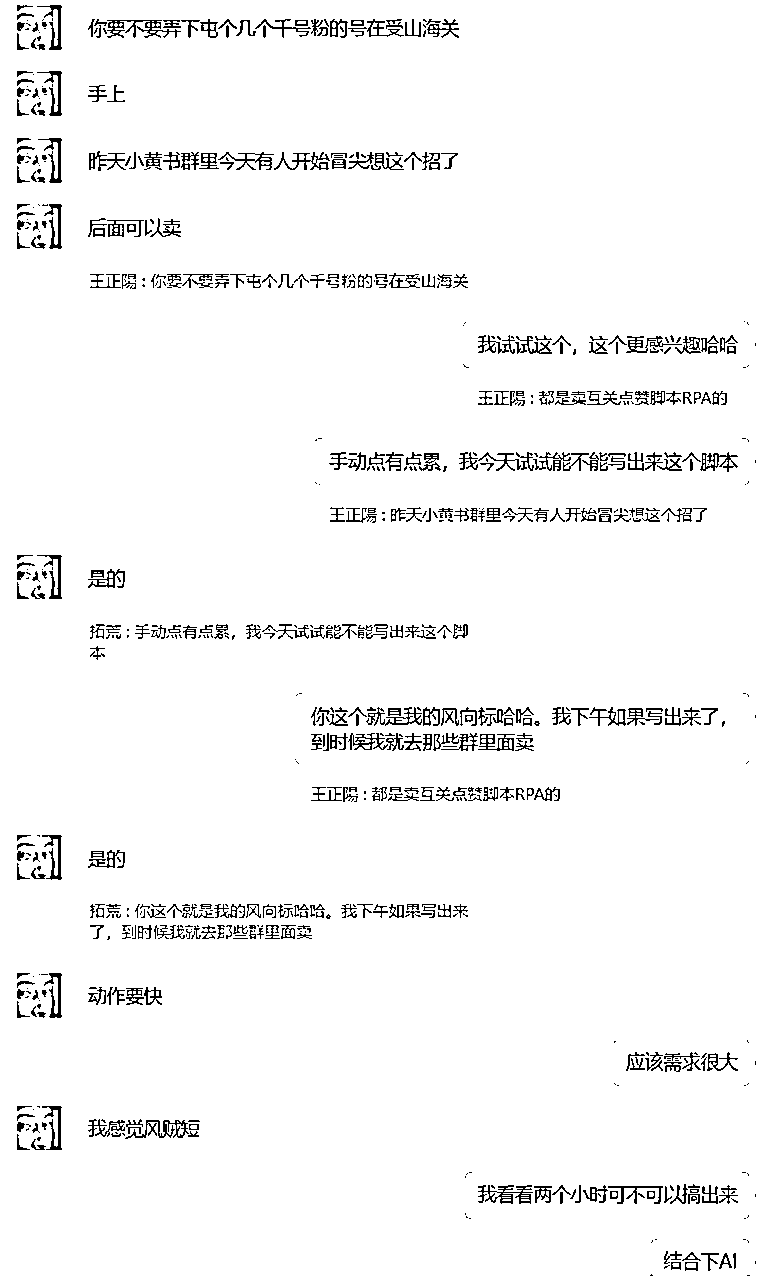 你要不要弄下屯个几个千号粉的号在受山海关
手上
昨天小黄书群里今天有人开始冒尖想这个招了
后面可以卖
王正陽：你要不要弄下屯个几个千号粉的号在受山海关
我试试这个，这个更感兴趣哈哈
王正陽：都是卖互关点赞脚本RPA的
手动点有点累，我今天试试能不能写出来这个脚本
王正陽：昨天小黄书群里今天有人开始冒尖想这个招了
是的
拓荒：手动点有点累，我今天试试能不能写出来这个脚
本
你这个就是我的风向标哈哈。我下午如果写出来了，
到时候我就去那些群里面卖
王正陽：都是卖互关点赞脚本RPA的
是的
拓荒：你这个就是我的风向标哈哈。我下午如果写出来
了，到时候我就去那些群里面卖
动作要快
应该需求很大
我感觉风贼短
我看看两个小时可不可以搞出来
结合下AI